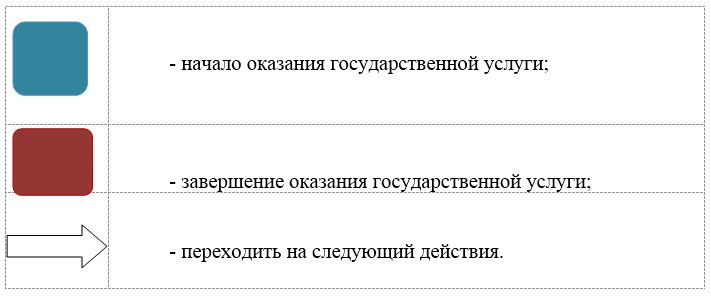 - начало оказания государственной услуги;
- завершение оказания государственной услуги;
- переходить на следующий действия.